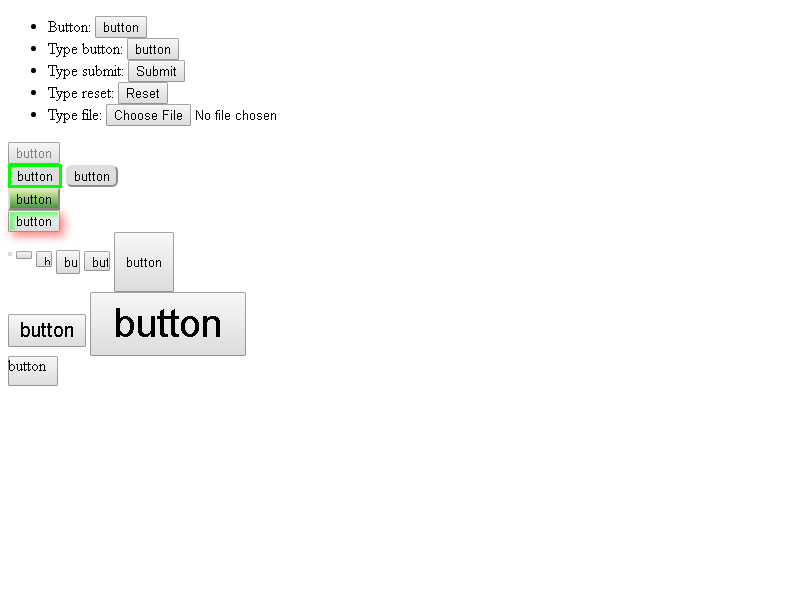 Button: button
Type button: button
Type submit: Submit
Type reset: Reset
Type file: Choose File No file chosen
button
button button
button
button
bu but button
button button
button